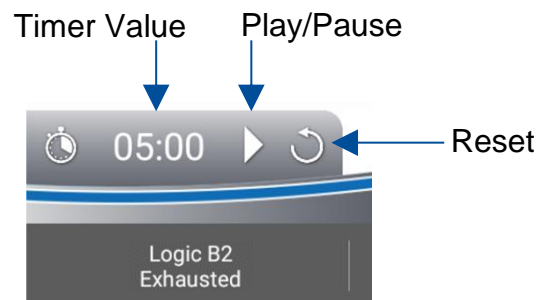 Timer Value Play/Pause
05:00
Reset
Logic B2
Exhausted